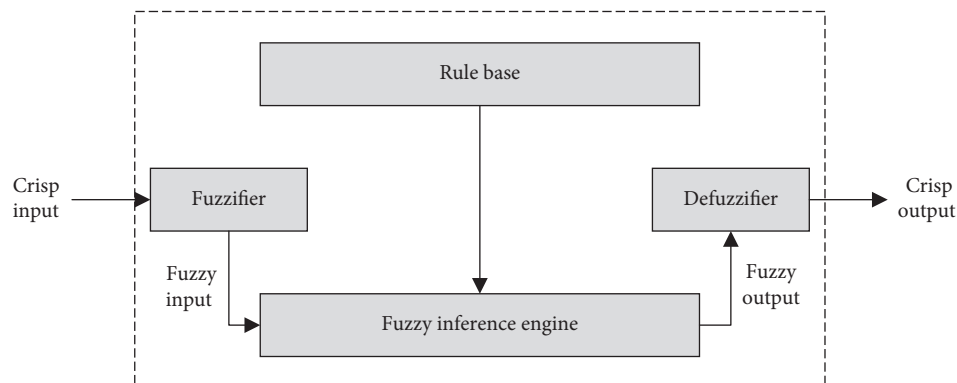 Rule base
Crisp
input
Fuzzifier
Defuzzifier
Crisp
output
Fuzzy
input
Fuzzy
output
Fuzzy inference engine